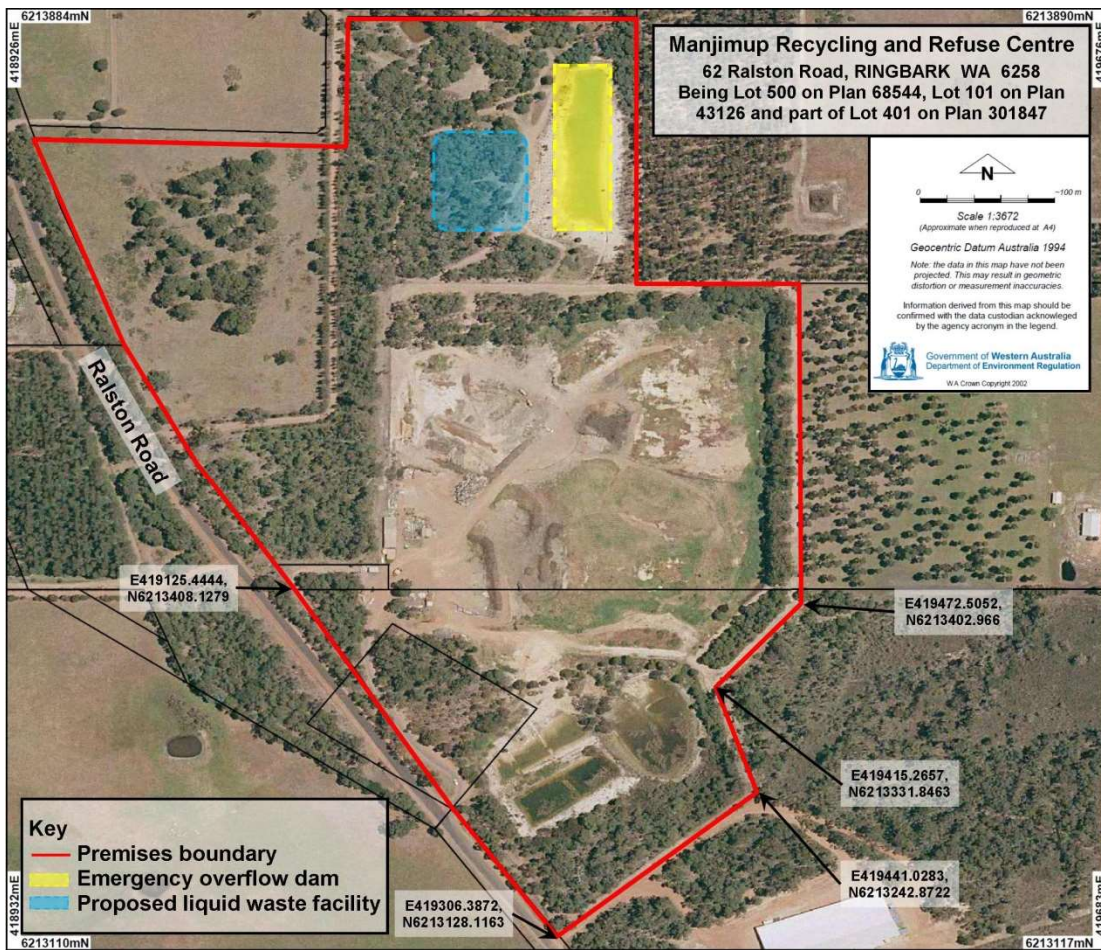 6213884mN
6213890mN
418926mE
419676mE
Manjimup Recycling and Refuse Centre
62 Ralston Road, RINGBARK WA 6258
Being Lot 500 on Plan 68544, Lot 101 on Plan
43126 and part of Lot 401 on Plan 301847
N
0
~100 m
Scale 1:3672
(Approximate when reproduced at A4)
Geocentric Datum Australia 1994
Note: the data in this map have not been
projected. This may result in geometric
distortion or measurement inaccuracies.
Information derived from this map should be
confirmed with the data custodian acknowleged
by the agency acronym in the legend.
Government of Western Australia
Department of Environment Regulation
WA Crown Copyright 2002
Ralston Road
E419125.4444,
N6213408.1279
E419472.5052,
N6213402.966
E419415.2657,
N6213331.8463
E419441.0283,
N6213242.8722
E419306.3872,
N6213128.1163
Key
Premises boundary
Emergency overflow dam
Proposed liquid waste facility
418932mE
419683mE
6213110mN
6213117mN